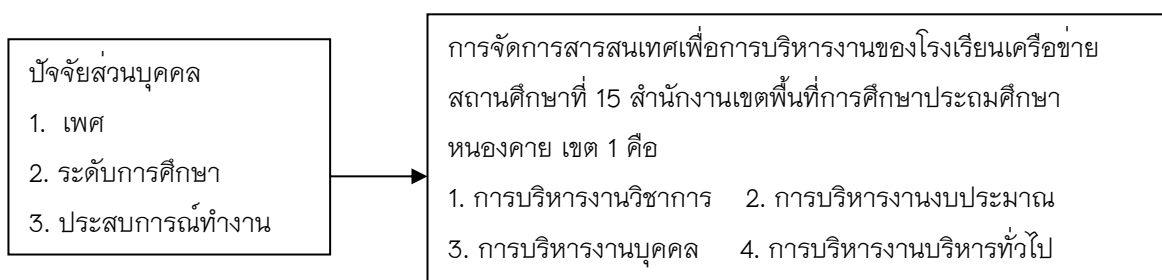 ปัจจัยส่วนบุคคล
1. เพศ
2. ระดับการศึกษา
3. ประสบการณ์ทำงาน
การจัดการสารสนเทศเพื่อการบริหารงานของโรงเรียนเครือข่าย
สถานศึกษาที่ 15 สำนักงานเขตพื้นที่การศึกษาประถมศึกษา
หนองคาย เขต 1 คือ
1. การบริหารงานวิชาการ 2. การบริหารงานงบประมาณ
3. การบริหารงานบุคคล 4. การบริหารงานบริหารทั่วไป